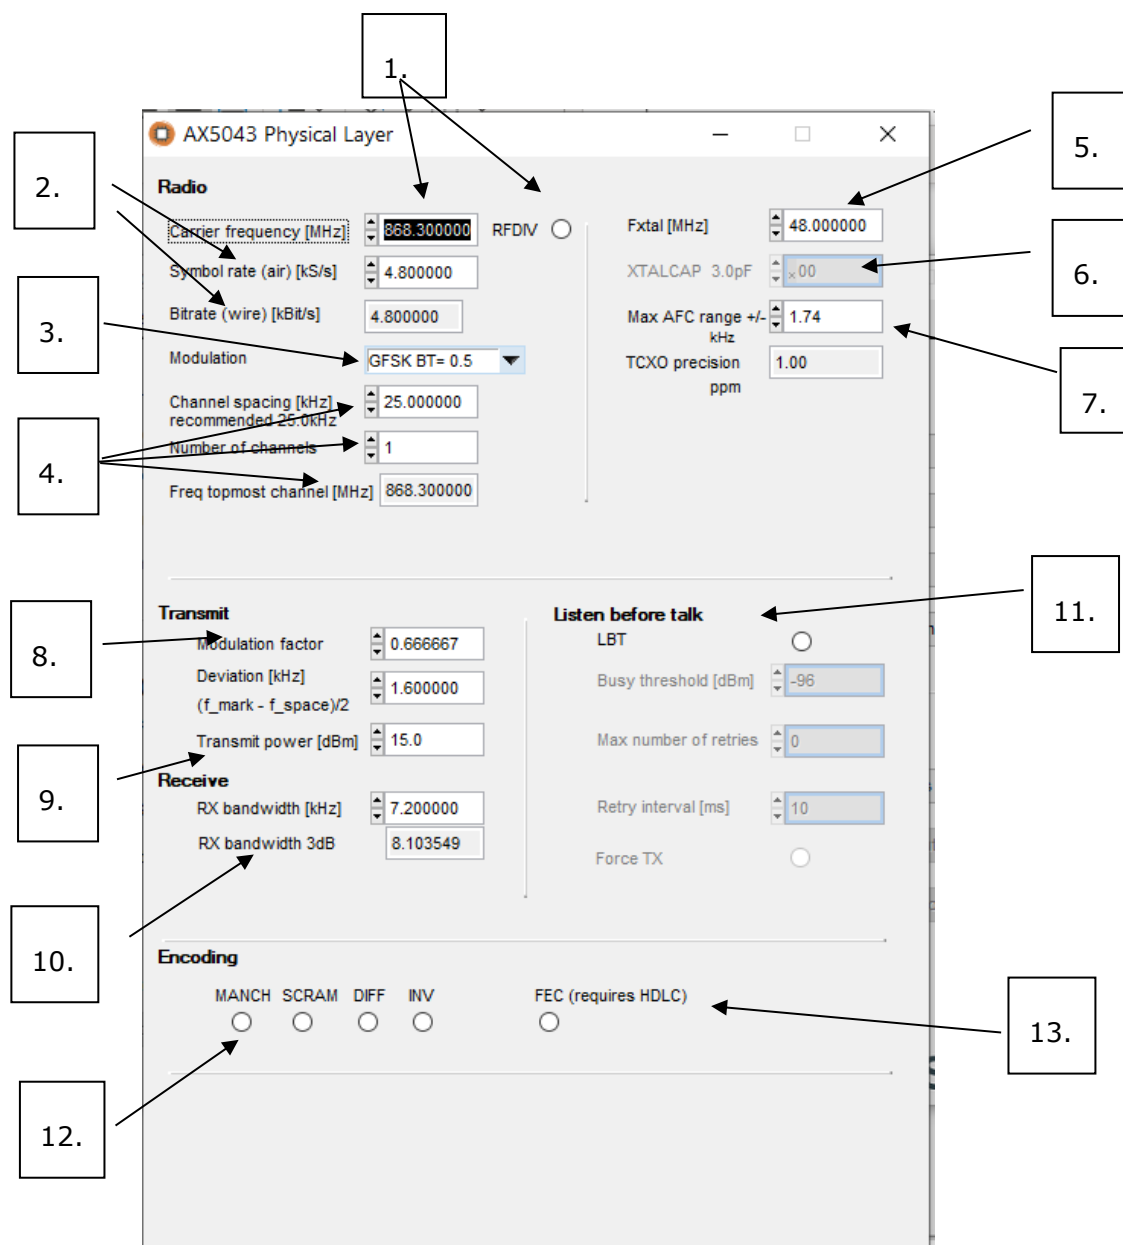 1.
AX5043 Physical Layer
5.
2.
Radio
Carrier frequency [MHz] 868.300000 RFDIV
Fxtal [MHz] 48.000000
Symbol rate (air) [kS/s] 4.800000
XTALCAP 3.0pF x 00
6.
Bitrate (wire) [kBit/s] 4.800000
Max AFC range +/- 1.74
kHz
3.
Modulation GFSK BT= 0.5
TCXO precision 1.00
ppm
7.
Channel spacing [kHz] 25.000000
recommended 25.0kHz
Number of channels 1
4.
Freq topmost channel [MHz] 868.300000
Transmit
Listen before talk
11.
8.
Modulation factor 0.666667
LBT
Deviation [kHz] 1.600000
(f_mark - f_space)/2
Busy threshold [dBm] -96
Transmit power [dBm] 15.0
Max number of retries 0
9.
Receive
RX bandwidth [kHz] 7.200000
Retry interval [ms] 10
RX bandwidth 3dB 8.103549
Force TX
10.
Encoding
MANCH SCRAM DIFF INV
FEC (requires HDLC)
13.
12.